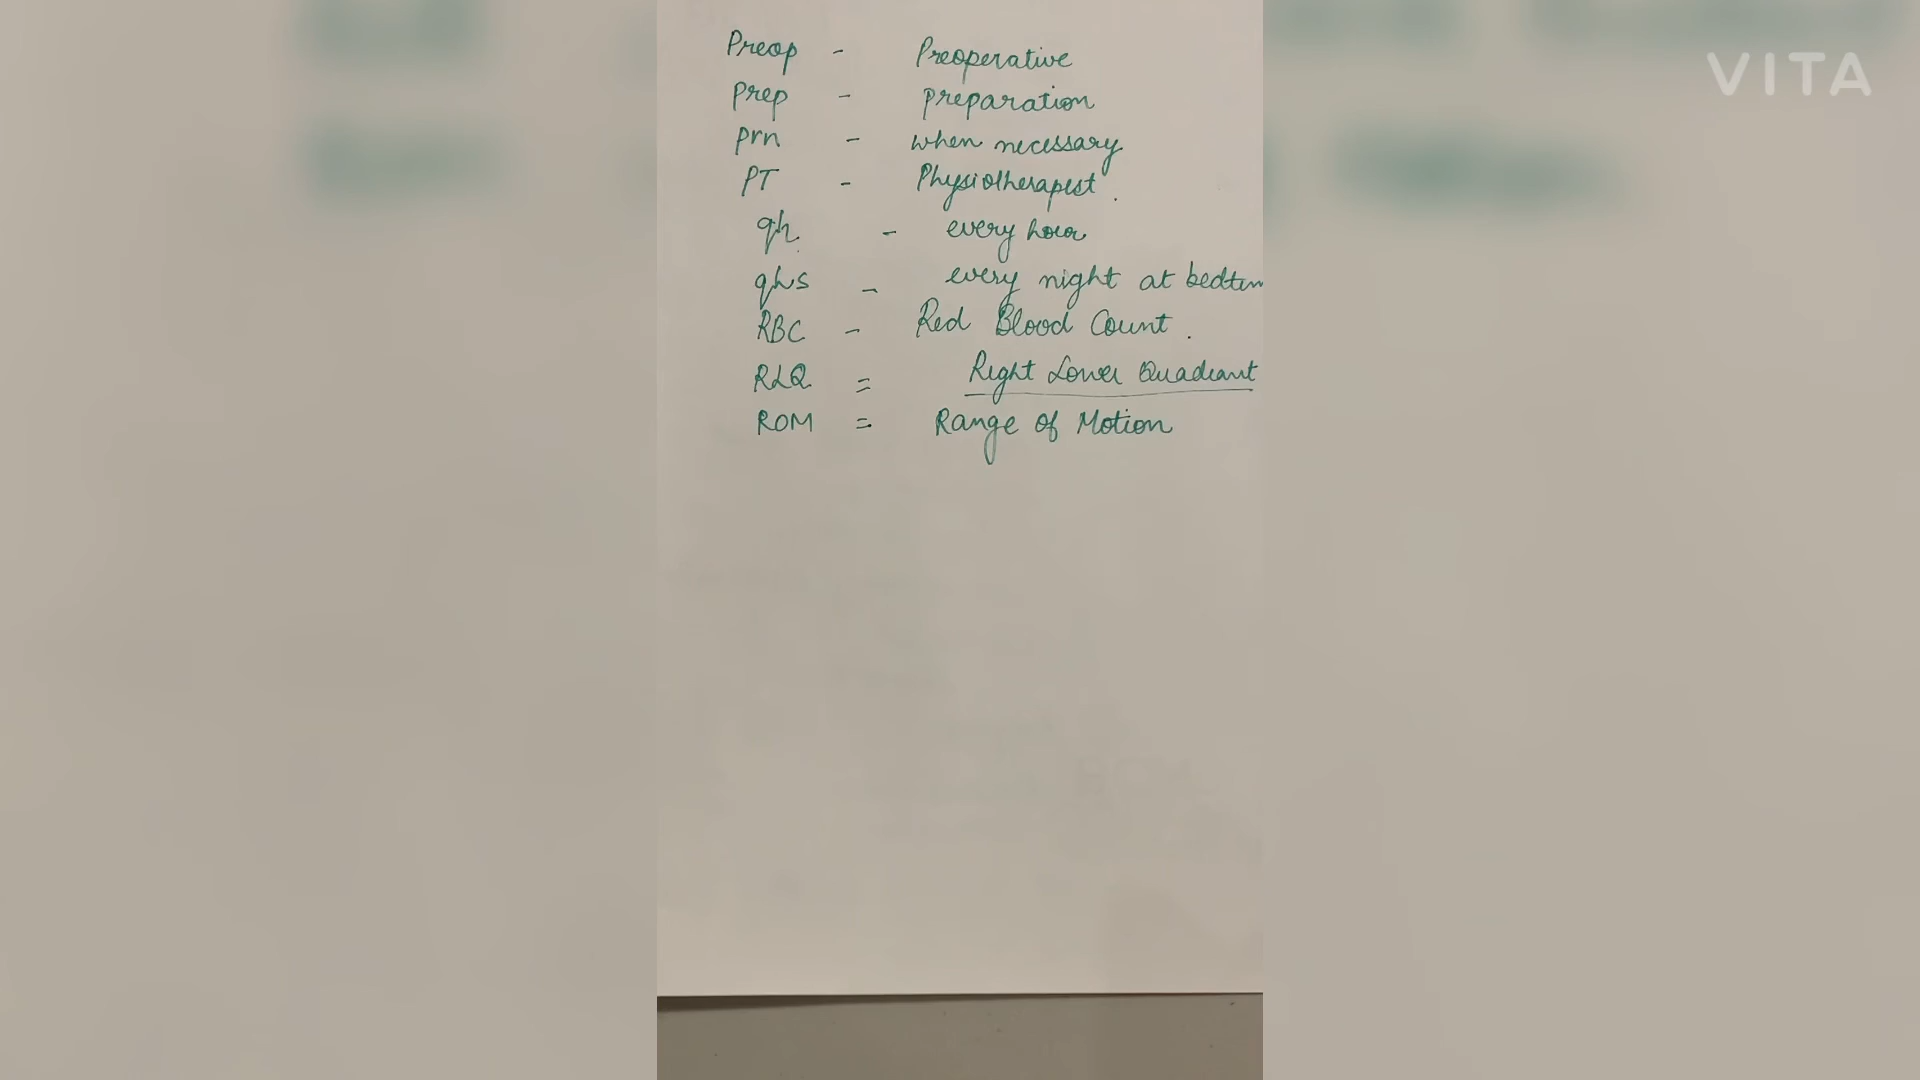 Preop - Preoperative
VITA
Prep - preparation
prn - when necessary
PT - Physiotherapist.
qh. - every hour
qhs - every night at bedtim
RBC - Red Blood Count.
RLQ = Right Lower Quadrant
ROM = Range of Motion